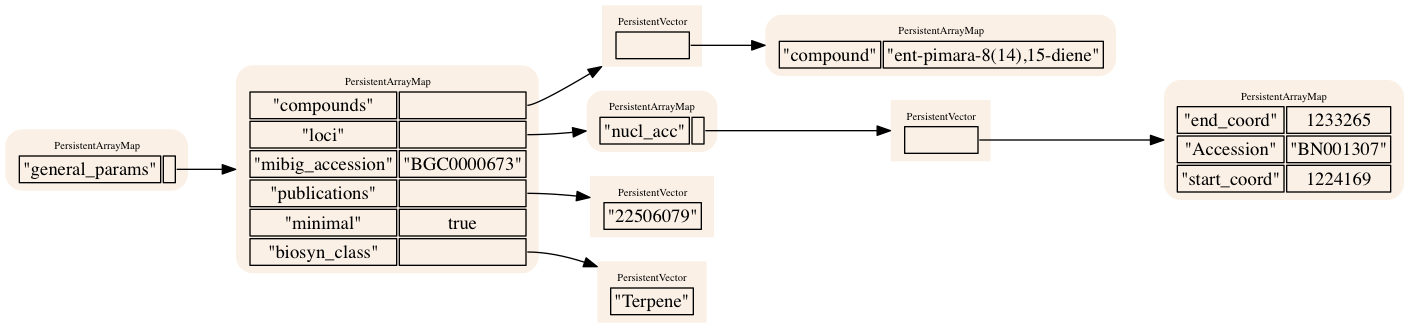 PersistentArrayMap
"general_params"
PersistentArrayMap
"compounds"
"loci"
"mibig_accession" "BGC0000673"
"publications"
"minimal" true
"biosyn_class"
PersistentVector
PersistentArrayMap
"compound" "ent-pimara-8(14),15-diene"
PersistentArrayMap
"nucl_acc"
PersistentVector
PersistentArrayMap
"end_coord" 1233265
"Accession" "BN001307"
"start_coord" 1224169
PersistentVector
"22506079"
PersistentVector
"Terpene"